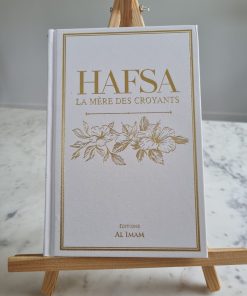 HAFSA
LA MÈRE DES CROYANTS
ÉDITIONS
AL IMAM